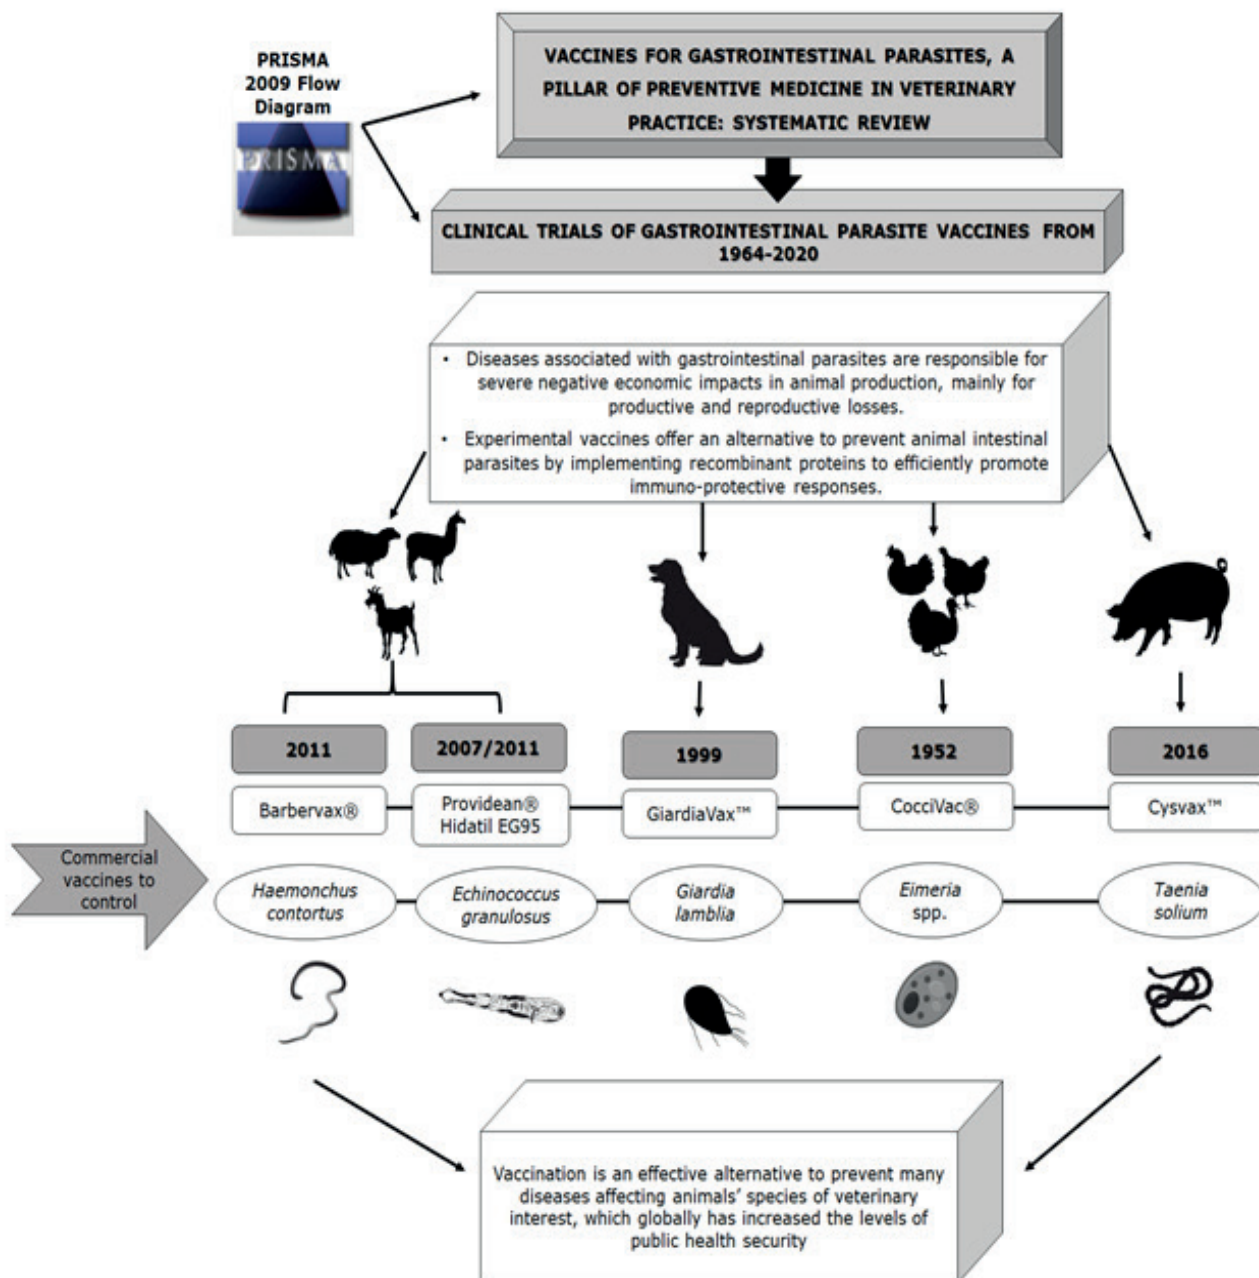 PRISMA
2009 Flow
Diagram
PRISMA
VACCINES FOR GASTROINTESTINAL PARASITES, A
PILLAR OF PREVENTIVE MEDICINE IN VETERINARY
PRACTICE: SYSTEMATIC REVIEW
CLINICAL TRIALS OF GASTROINTESTINAL PARASITE VACCINES FROM
1964-2020
• Diseases associated with gastrointestinal parasites are responsible for
severe negative economic impacts in animal production, mainly for
productive and reproductive losses.
• Experimental vaccines offer an alternative to prevent animal intestinal
parasites by implementing recombinant proteins to efficiently promote
immuno-protective responses.
2011
2007/2011
1999
1952
2016
Barbervax®
Providean®
Hidatil EG95
GiardiaVax™
CocciVac®
Cysvax™
Commercial
vaccines to
control
Haemonchus
contortus
Echinococcus
granulosus
Giardia
lamblia
Eimeria
spp.
Taenia
solium
Vaccination is an effective alternative to prevent many
diseases affecting animals' species of veterinary
interest, which globally has increased the levels of
public health security